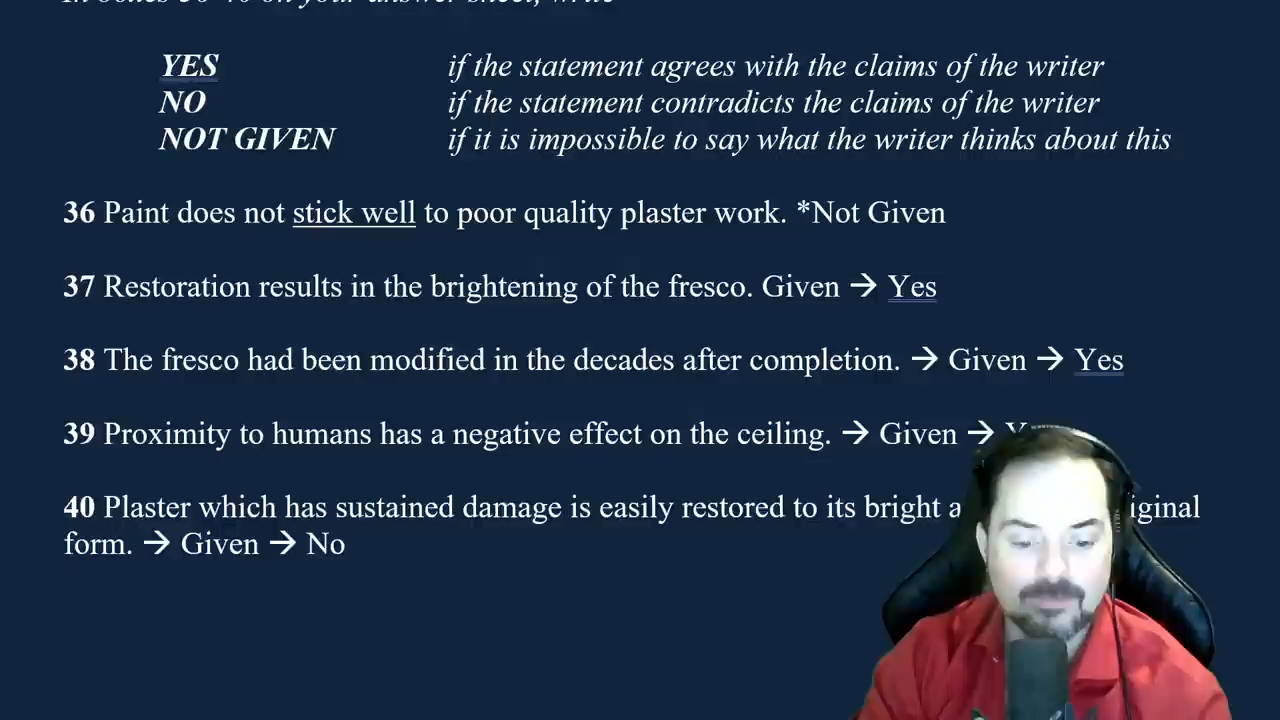 YES if the statement agrees with the claims of the writer
NO if the statement contradicts the claims of the writer
NOT GIVEN if it is impossible to say what the writer thinks about this
36 Paint does not stick well to poor quality plaster work. *Not Given
37 Restoration results in the brightening of the fresco. Given → Yes
38 The fresco had been modified in the decades after completion. → Given → Yes
39 Proximity to humans has a negative effect on the ceiling. → Given →
40 Plaster which has sustained damage is easily restored to its bright
form. → Given → No